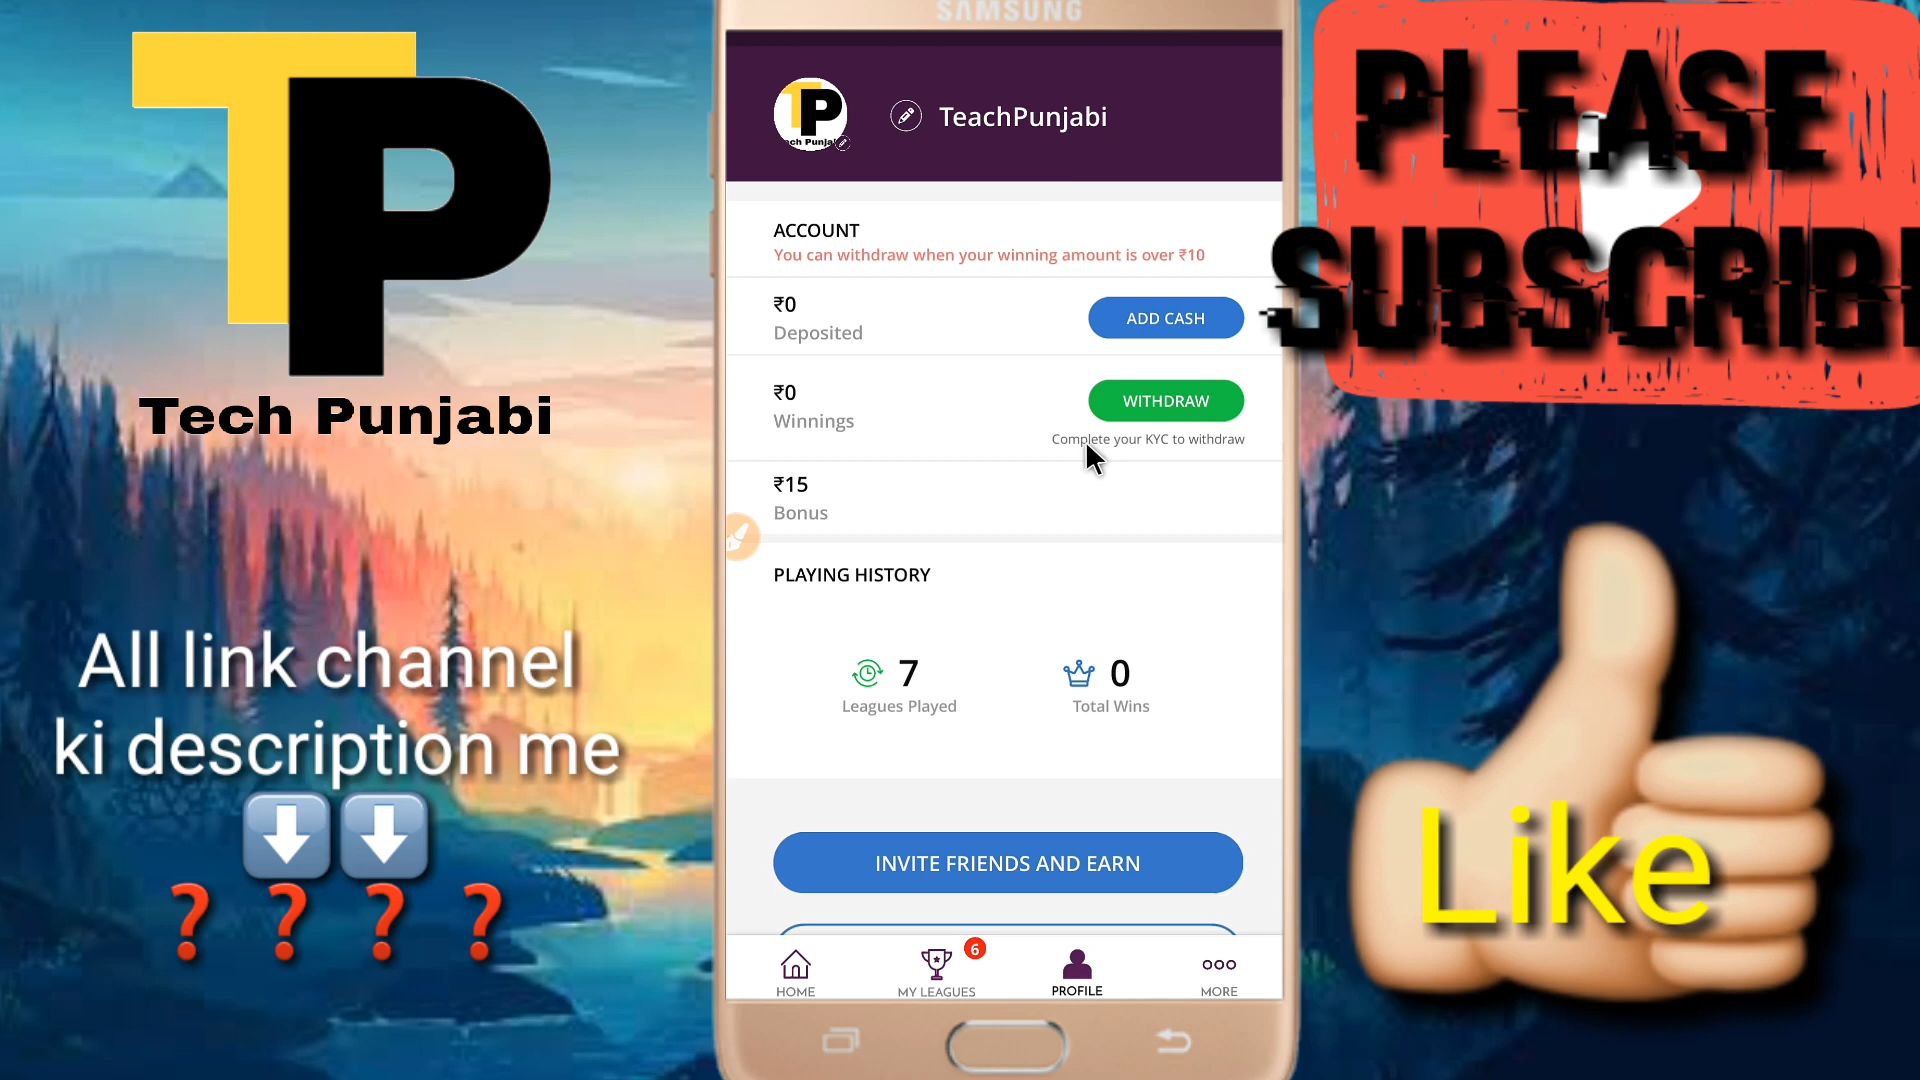 SAMSUNG
TP
Tech Punjabi
All link channel
ki description me
TP
TeachPunjabi
ACCOUNT
You can withdraw when your winning amount is over ₹10
₹0
Deposited
ADD CASH
₹0
Winnings
WITHDRAW
Complete your KYC to withdraw
₹15
Bonus
PLAYING HISTORY
7
Leagues Played
0
Total Wins
INVITE FRIENDS AND EARN
HOME
6
MY LEAGUES
PROFILE
MORE
PLEASE
SUBSCRIB
Like